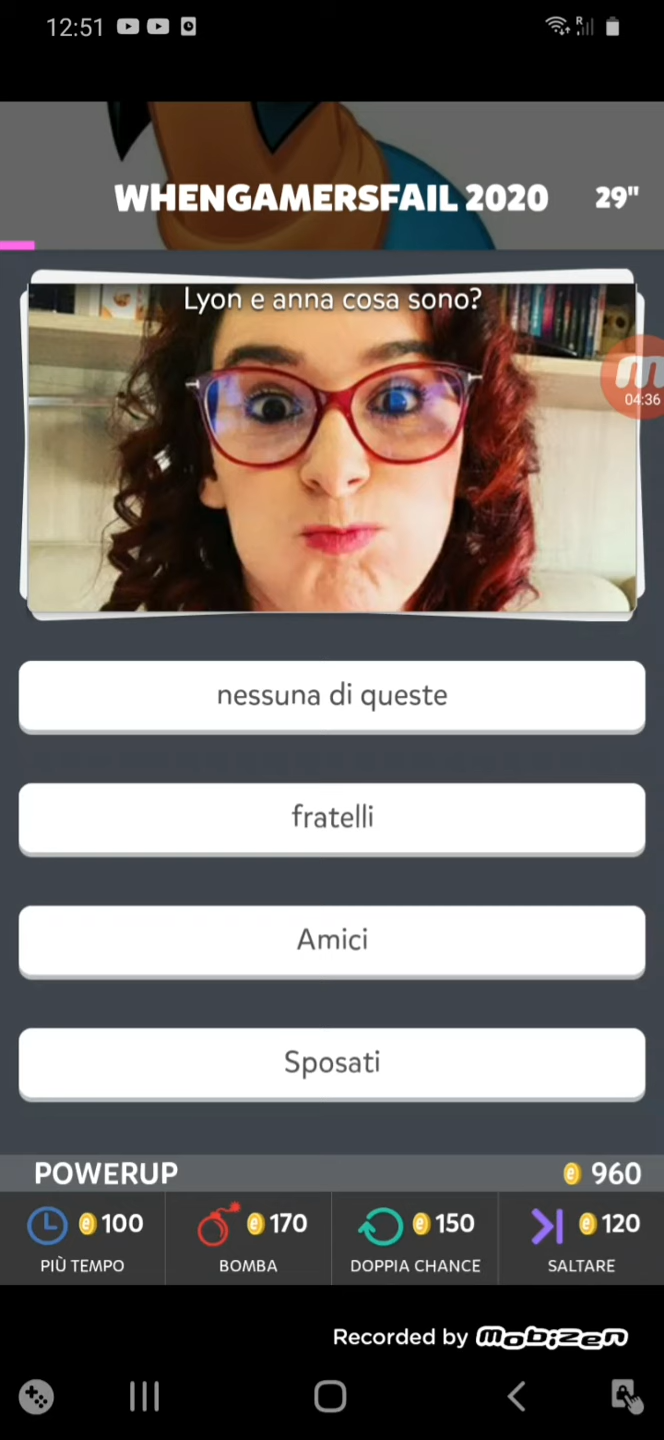 12:51
R
WHENGAMERSFAIL 2020 29"
Lyon e anna cosa sono?
04:36
nessuna di queste
fratelli
Amici
Sposati
POWERUP 960
100 170 150 120
PIÙ TEMPO BOMBA DOPPIA CHANCE SALTARE
Recorded by mobizen